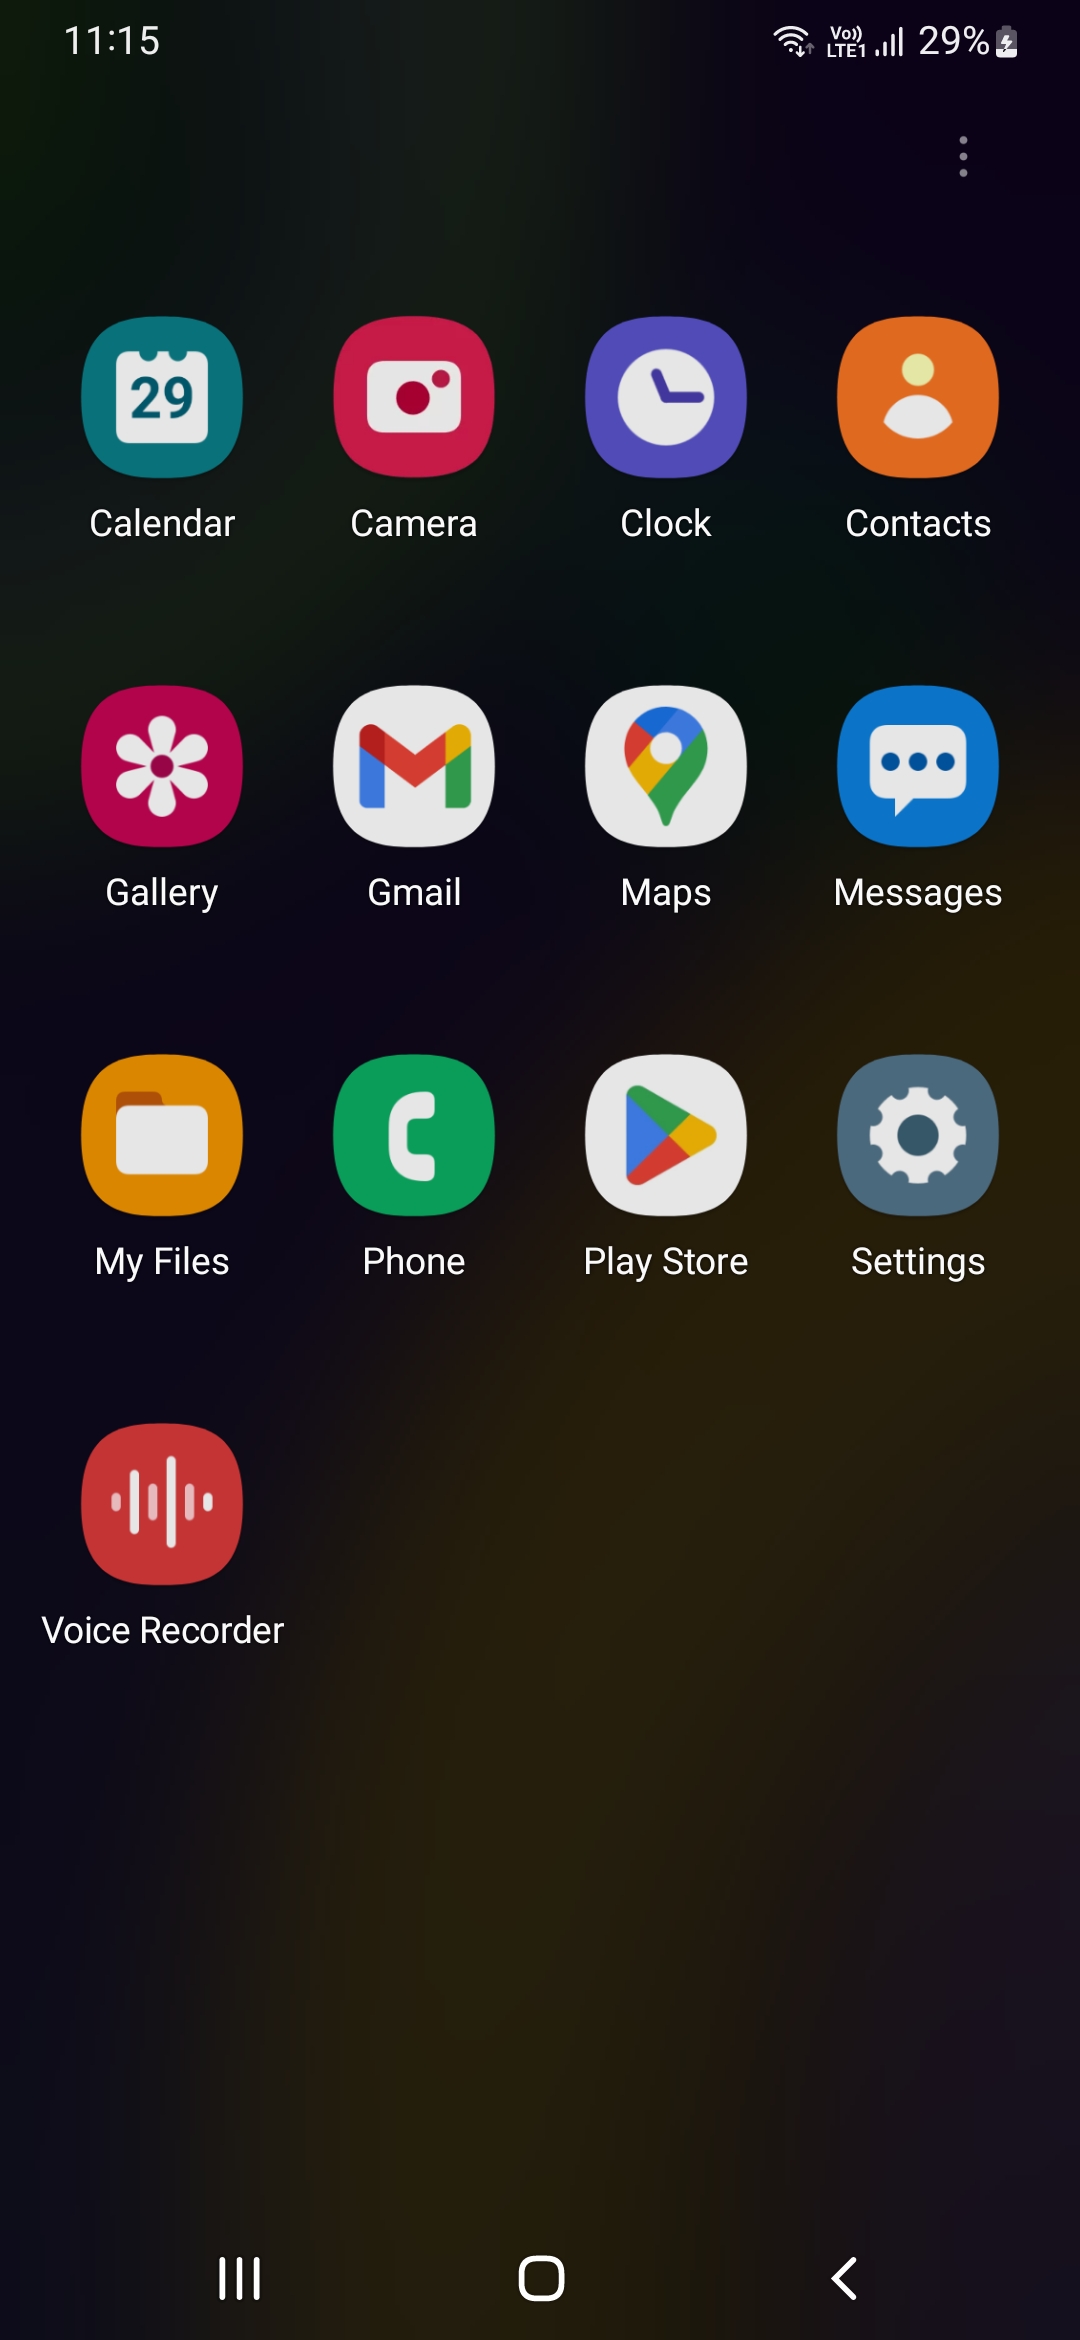 11:15 Vo)) LTE1 29%
29
Calendar Camera Clock Contacts
Gallery Gmail Maps Messages
My Files Phone Play Store Settings
Voice Recorder